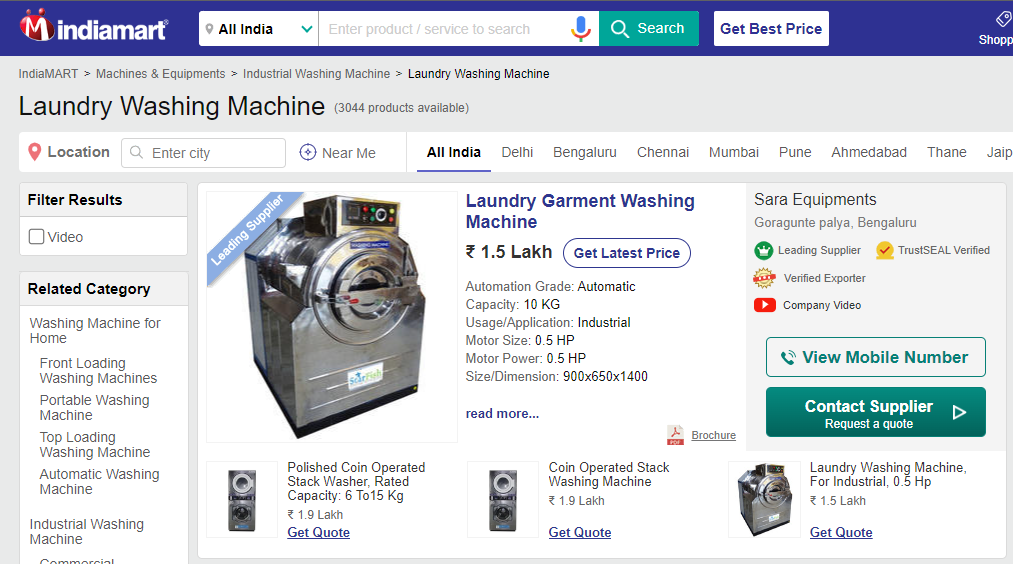 indiamart
All India
Enter product / service to search
Search
Get Best Price
Shopp
IndiaMART > Machines & Equipments > Industrial Washing Machine > Laundry Washing Machine
Laundry Washing Machine (3044 products available)
Location
Enter city
Near Me
All India Delhi Bengaluru Chennai Mumbai Pune Ahmedabad Thane Jaip
Filter Results
Video
Related Category
Washing Machine for
Home
Front Loading
Washing Machines
Portable Washing
Machine
Top Loading
Washing Machine
Automatic Washing
Machine
Industrial Washing
Machine
Commercial
Leading Supplier
StarFish
Laundry Garment Washing
Machine
₹ 1.5 Lakh
Get Latest Price
Automation Grade: Automatic
Capacity: 10 KG
Usage/Application: Industrial
Motor Size: 0.5 HP
Motor Power: 0.5 HP
Size/Dimension: 900x650x1400
read more...
PDF
Brochure
Sara Equipments
Goragunte palya, Bengaluru
Leading Supplier
TrustSEAL Verified
Verified Exporter
Company Video
View Mobile Number
Contact Supplier
Request a quote
Polished Coin Operated
Stack Washer, Rated
Capacity: 6 To15 Kg
₹ 1.9 Lakh
Get Quote
Coin Operated Stack
Washing Machine
₹ 1.9 Lakh
Get Quote
Laundry Washing Machine,
For Industrial, 0.5 Hp
₹ 1.5 Lakh
Get Quote